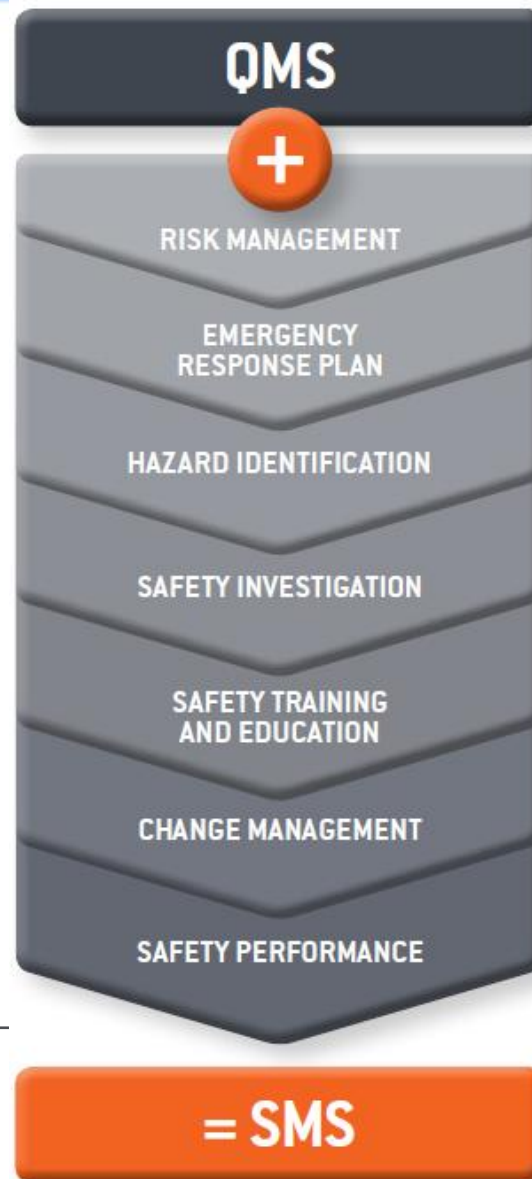 QMS
+
RISK MANAGEMENT
EMERGENCY
RESPONSE PLAN
HAZARD IDENTIFICATION
SAFETY INVESTIGATION
SAFETY TRAINING
AND EDUCATION
CHANGE MANAGEMENT
SAFETY PERFORMANCE
= SMS